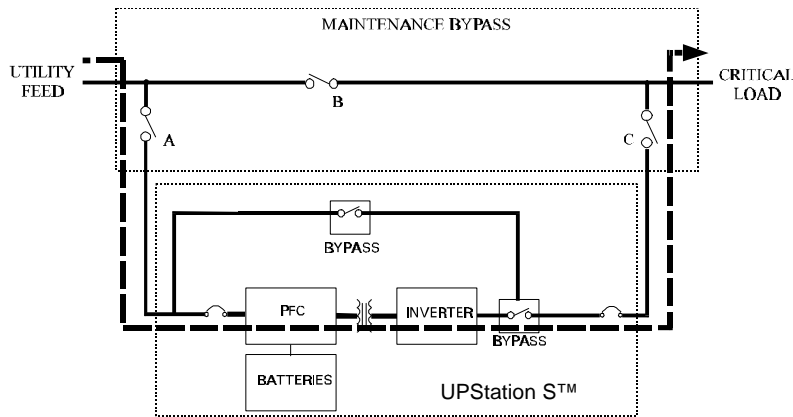 MAINTENANCE BYPASS
UTILITY
FEED
CRITICAL
LOAD
B
A
C
BYPASS
PFC
INVERTER
BYPASS
BATTERIES
UPStation S™